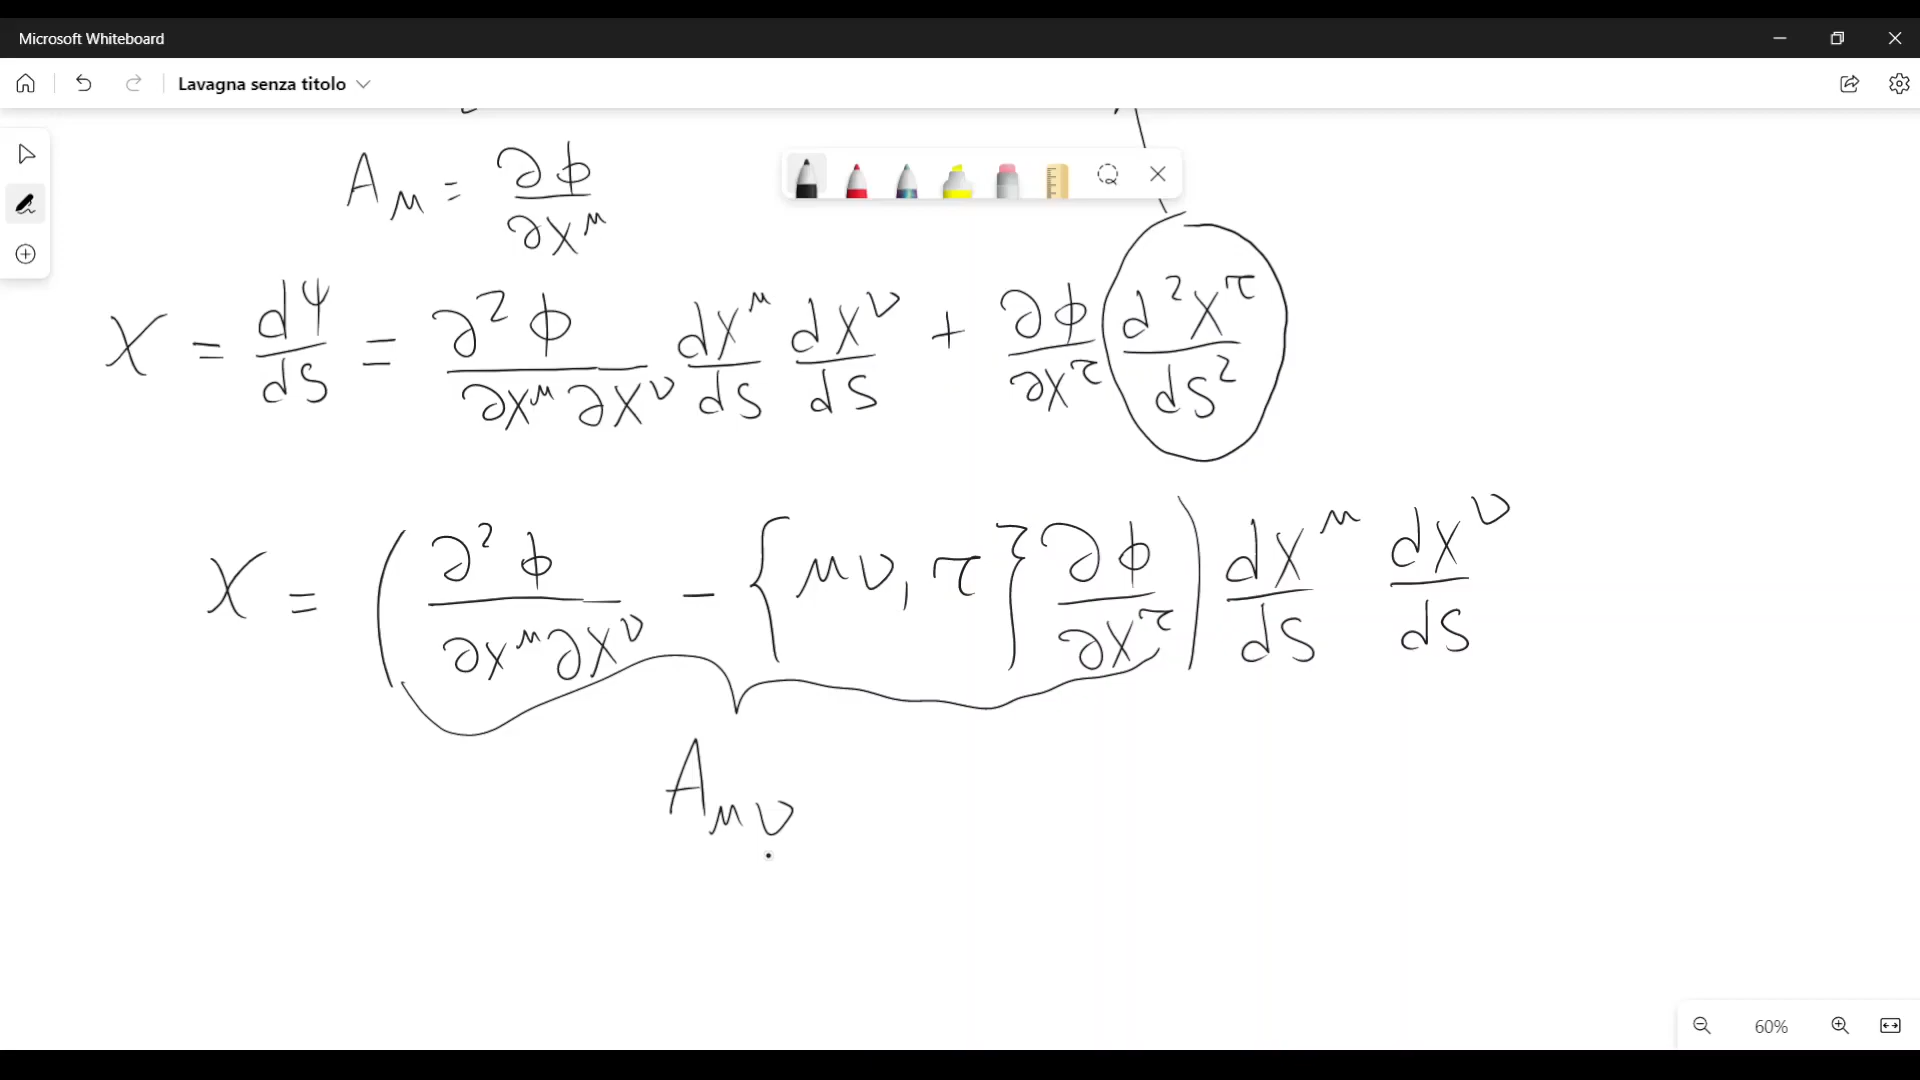 Microsoft Whiteboard
Lavagna senza titolo
A_μ = ∂φ/∂x^μ
χ = dψ/ds = ∂²φ/∂x^μ∂x^ν dx^μ/ds dx^ν/ds + ∂φ/∂x^τ d²x^τ/ds²
χ = (∂²φ/∂x^μ∂x^ν - {μν, τ} ∂φ/∂x^τ) dx^μ/ds dx^ν/ds
A_μν
60%